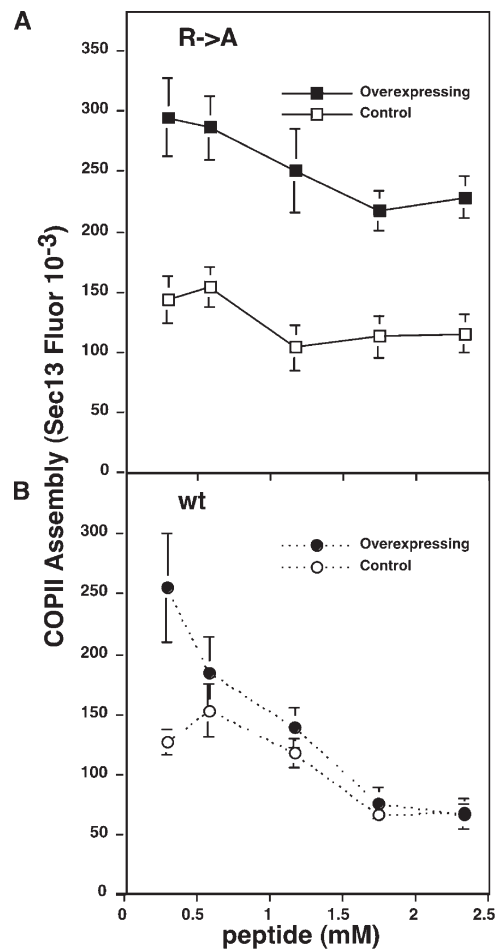 A
R->A
350
300
250
200
150
100
50
0
Overexpressing
Control
COPII Assembly (Sec13 Fluor 10-3)
B
wt
300
250
200
150
100
50
0
Overexpressing
Control
0 0.5 1 1.5 2 2.5
peptide (mM)